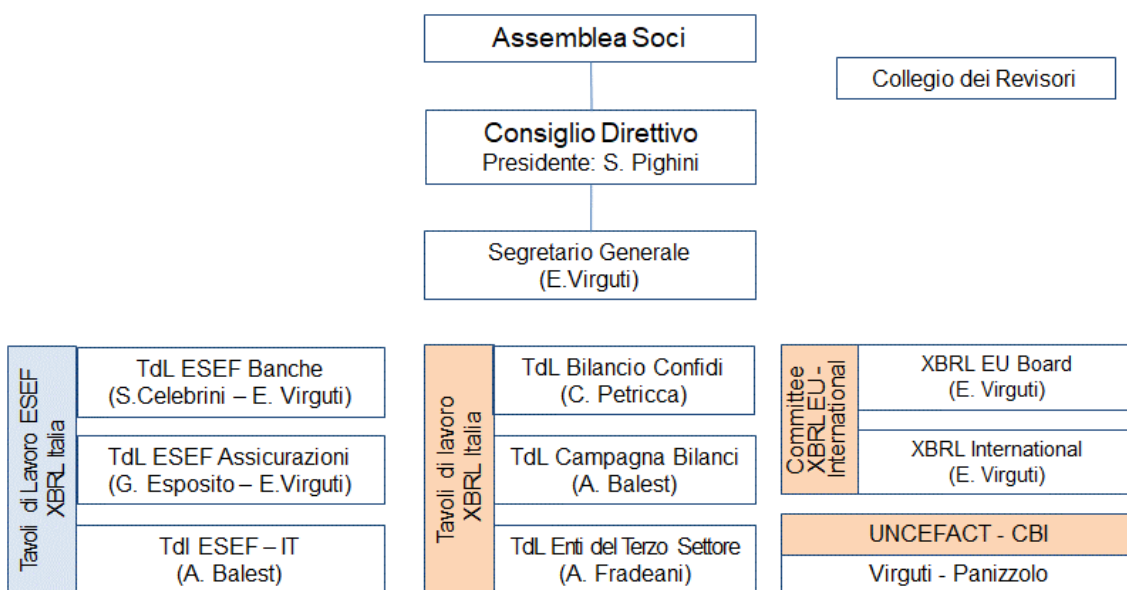 Assemblea Soci
Collegio dei Revisori
Consiglio Direttivo
Presidente: S. Pighini
Segretario Generale
(E.Virguti)
Tavoli di Lavoro ESEF
XBRL Italia
TdL ESEF Banche
(S.Celebrini – E. Virguti)
TdL ESEF Assicurazioni
(G. Esposito – E.Virguti)
Tdl ESEF – IT
(A. Balest)
Tavoli di lavoro
XBRL Italia
TdL Bilancio Confidi
(C. Petricca)
TdL Campagna Bilanci
(A. Balest)
TdL Enti del Terzo Settore
(A. Fradeani)
Committee
XBRL EU -
International
XBRL EU Board
(E. Virguti)
XBRL International
(E. Virguti)
UNCEFACT - CBI
Virguti - Panizzolo